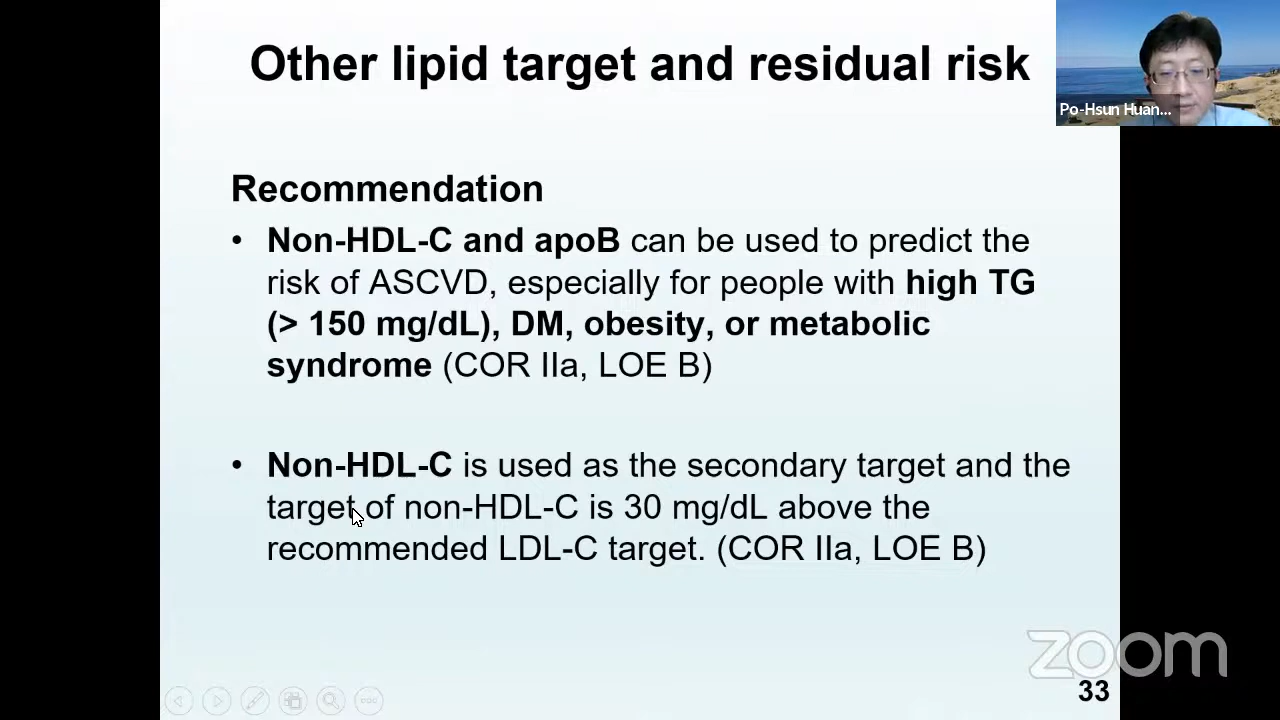 Other lipid target and residual risk
Po-Hsun Huan...
Recommendation
• Non-HDL-C and apoB can be used to predict the
risk of ASCVD, especially for people with high TG
(> 150 mg/dL), DM, obesity, or metabolic
syndrome (COR IIa, LOE B)
• Non-HDL-C is used as the secondary target and the
target of non-HDL-C is 30 mg/dL above the
recommended LDL-C target. (COR IIa, LOE B)
zoom
33